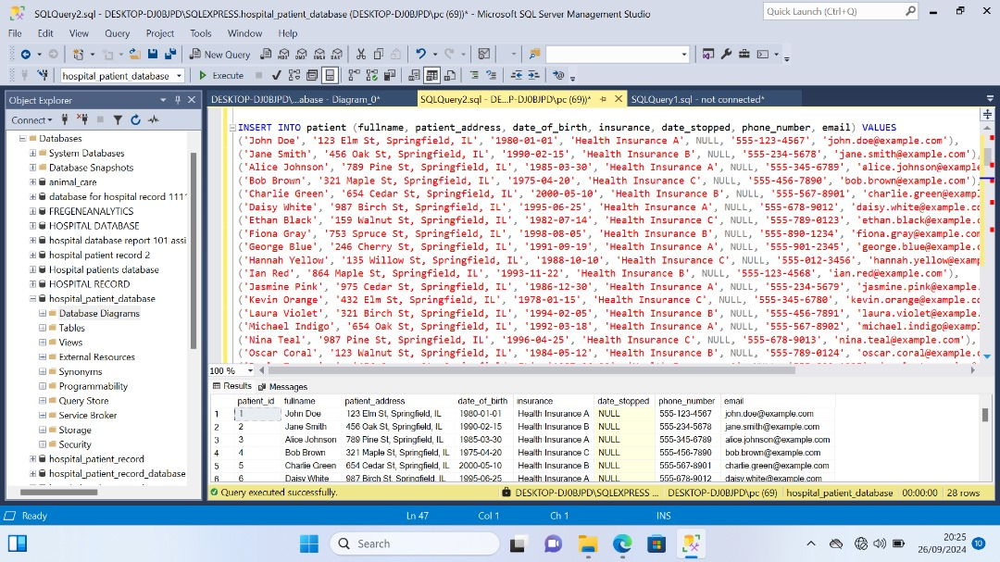 SQLQuery2.sql - DESKTOP-DJ0BJPD\SQLEXPRESS.hospital_patient_database (DESKTOP-DJ0BJPD\pc (69))* - Microsoft SQL Server Management Studio
Quick Launch (Ctrl+Q)
File Edit View Query Project Tools Window Help
New Query
hospital_patient_database Execute
Object Explorer
DESKTOP-DJ0BJPD\...abase - Diagram_0* SQLQuery2.sql - DE...P-DJ0BJPD\pc (69))* SQLQuery1.sql - not connected*
Connect
Databases
System Databases
Database Snapshots
animal_care
database for hospital record 1111
FREGENEANALYTICS
HOSPITAL DATABASE
hospital database report 101 assi
hospital patient record 2
Hospital patients database
HOSPITAL RECORD
hospital_patient_database
Database Diagrams
Tables
Views
External Resources
Synonyms
Programmability
Query Store
Service Broker
Storage
Security
hospital_patient_record
hospital_patient_record_database
INSERT INTO patient (fullname, patient_address, date_of_birth, insurance, date_stopped, phone_number, email) VALUES
('John Doe', '123 Elm St, Springfield, IL', '1980-01-01', 'Health Insurance A', NULL, '555-123-4567', 'john.doe@example.com'),
('Jane Smith', '456 Oak St, Springfield, IL', '1990-02-15', 'Health Insurance B', NULL, '555-234-5678', 'jane.smith@example.com'),
('Alice Johnson', '789 Pine St, Springfield, IL', '1985-03-30', 'Health Insurance A', NULL, '555-345-6789', 'alice.johnson@example
('Bob Brown', '321 Maple St, Springfield, IL', '1975-04-20', 'Health Insurance C', NULL, '555-456-7890', 'bob.brown@example.com'),
('Charlie Green', '654 Cedar St, Springfield, IL', '2000-05-10', 'Health Insurance B', NULL, '555-567-8901', 'charlie.green@exampl
('Daisy White', '987 Birch St, Springfield, IL', '1995-06-25', 'Health Insurance A', NULL, '555-678-9012', 'daisy.white@example.co
('Ethan Black', '159 Walnut St, Springfield, IL', '1982-07-14', 'Health Insurance C', NULL, '555-789-0123', 'ethan.black@example.c
('Fiona Gray', '753 Spruce St, Springfield, IL', '1998-08-05', 'Health Insurance B', NULL, '555-890-1234', 'fiona.gray@example.com
('George Blue', '246 Cherry St, Springfield, IL', '1991-09-19', 'Health Insurance A', NULL, '555-901-2345', 'george.blue@example.c
('Hannah Yellow', '135 Willow St, Springfield, IL', '1988-10-10', 'Health Insurance C', NULL, '555-012-3456', 'hannah.yellow@examp
('Ian Red', '864 Maple St, Springfield, IL', '1993-11-22', 'Health Insurance B', NULL, '555-123-4568', 'ian.red@example.com'),
('Jasmine Pink', '975 Cedar St, Springfield, IL', '1986-12-30', 'Health Insurance A', NULL, '555-234-5679', 'jasmine.pink@example.
('Kevin Orange', '432 Elm St, Springfield, IL', '1978-01-15', 'Health Insurance C', NULL, '555-345-6780', 'kevin.orange@example.co
('Laura Violet', '321 Birch St, Springfield, IL', '1994-02-05', 'Health Insurance B', NULL, '555-456-7891', 'laura.violet@example.
('Michael Indigo', '654 Oak St, Springfield, IL', '1992-03-18', 'Health Insurance A', NULL, '555-567-8902', 'michael.indigo@exampl
('Nina Teal', '987 Pine St, Springfield, IL', '1996-04-25', 'Health Insurance C', NULL, '555-678-9013', 'nina.teal@example.com'),
('Oscar Coral', '123 Walnut St, Springfield, IL', '1984-05-12', 'Health Insurance B', NULL, '555-789-0124', 'oscar.coral@example.c
100 %
Results Messages
patient_id fullname patient_address date_of_birth insurance date_stopped phone_number email
1 1 John Doe 123 Elm St, Springfield, IL 1980-01-01 Health Insurance A NULL 555-123-4567 john.doe@example.com
2 2 Jane Smith 456 Oak St, Springfield, IL 1990-02-15 Health Insurance B NULL 555-234-5678 jane.smith@example.com
3 3 Alice Johnson 789 Pine St, Springfield, IL 1985-03-30 Health Insurance A NULL 555-345-6789 alice.johnson@example.com
4 4 Bob Brown 321 Maple St, Springfield, IL 1975-04-20 Health Insurance C NULL 555-456-7890 bob.brown@example.com
5 5 Charlie Green 654 Cedar St, Springfield, IL 2000-05-10 Health Insurance B NULL 555-567-8901 charlie.green@example.com
6 6 Daisy White 987 Birch St, Springfield, IL 1995-06-25 Health Insurance A NULL 555-678-9012 daisy.white@example.com
Query executed successfully. DESKTOP-DJ0BJPD\SQLEXPRESS ... DESKTOP-DJ0BJPD\pc (69) hospital_patient_database 00:00:00 28 rows
Ready Ln 47 Col 1 Ch 1 INS
Search
20:25
26/09/2024 10